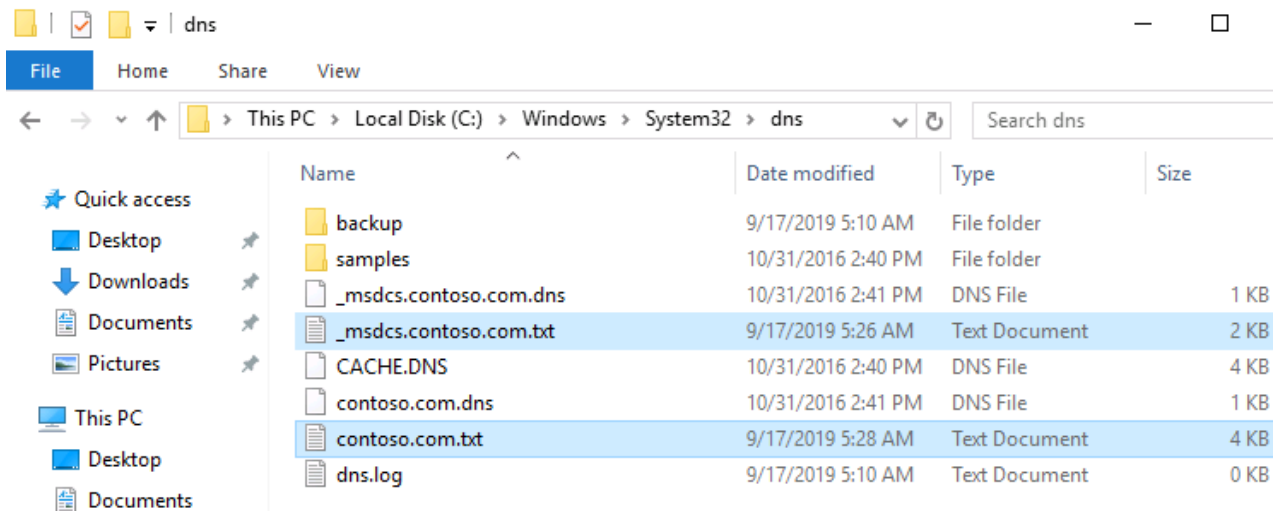 dns
File Home Share View
This PC > Local Disk (C:) > Windows > System32 > dns Search dns
Name Date modified Type Size
Quick access
Desktop
Downloads
Documents
Pictures
This PC
Desktop
Documents
backup 9/17/2019 5:10 AM File folder
samples 10/31/2016 2:40 PM File folder
_msdcs.contoso.com.dns 10/31/2016 2:41 PM DNS File 1 KB
_msdcs.contoso.com.txt 9/17/2019 5:26 AM Text Document 2 KB
CACHE.DNS 10/31/2016 2:40 PM DNS File 4 KB
contoso.com.dns 10/31/2016 2:41 PM DNS File 1 KB
contoso.com.txt 9/17/2019 5:28 AM Text Document 4 KB
dns.log 9/17/2019 5:10 AM Text Document 0 KB